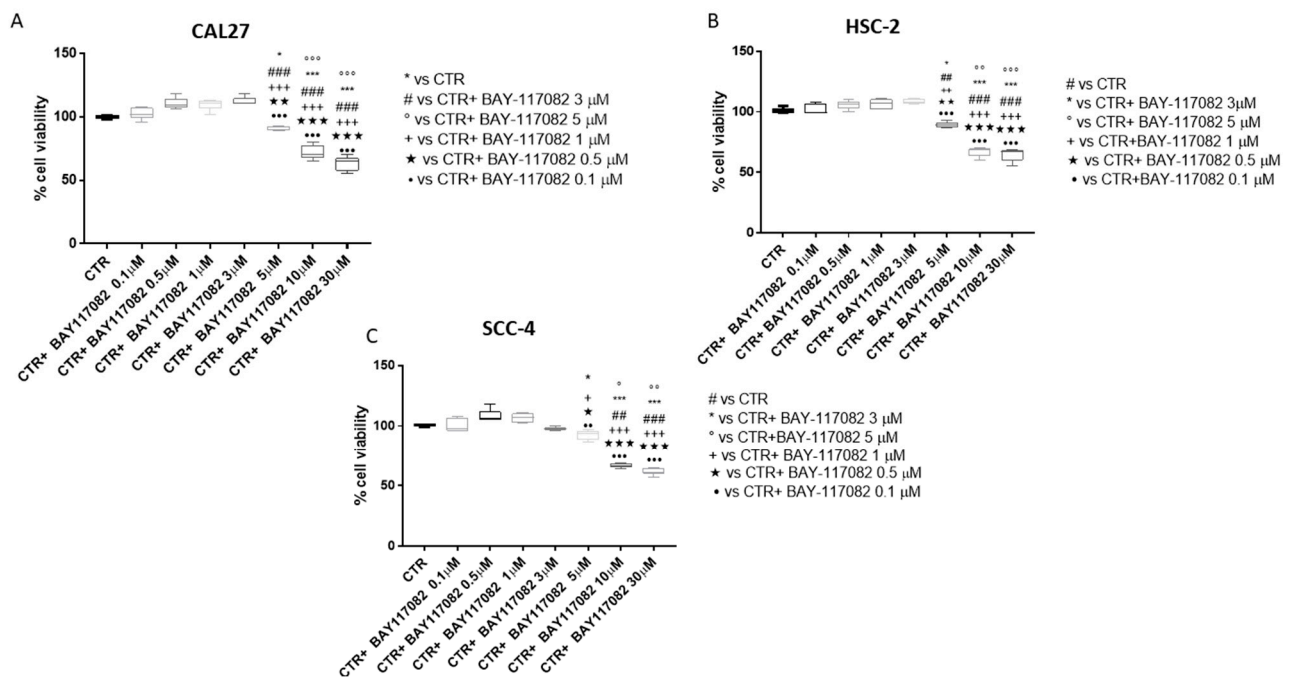 A
CAL27
% cell viability
150
100
50
0
*
###
+++
★★
•••
°°°
***
###
+++
★★★
•••
°°°
***
###
+++
★★★
•••
CTR
CTR+ BAY117082 0.1μM
CTR+ BAY117082 0.5μM
CTR+ BAY117082 1μM
CTR+ BAY117082 3μM
CTR+ BAY117082 5μM
CTR+ BAY117082 10μM
CTR+ BAY117082 30μM
* vs CTR
# vs CTR+ BAY-117082 3 μM
° vs CTR+ BAY-117082 5 μM
+ vs CTR+ BAY-117082 1 μM
★ vs CTR+ BAY-117082 0.5 μM
• vs CTR+ BAY-117082 0.1 μM
B
HSC-2
% cell viability
150
100
50
0
*
##
++
★★
•••
°°
***
###
+++
★★★
•••
°°°
***
###
+++
★★★
•••
CTR
CTR+ BAY117082 0.1μM
CTR+ BAY117082 0.5μM
CTR+ BAY117082 1μM
CTR+ BAY117082 3μM
CTR+ BAY117082 5μM
CTR+ BAY117082 10μM
CTR+ BAY117082 30μM
# vs CTR
* vs CTR+ BAY-117082 3μM
° vs CTR+ BAY-117082 5 μM
+ vs CTR+BAY-117082 1 μM
★ vs CTR+ BAY-117082 0.5 μM
• vs CTR+BAY-117082 0.1 μM
C
SCC-4
% cell viability
150
100
50
0
*
+
★
••
°
***
##
+++
★★★
•••
°°
***
###
+++
★★★
•••
CTR
CTR+ BAY117082 0.1μM
CTR+ BAY117082 0.5μM
CTR+ BAY117082 1μM
CTR+ BAY117082 3μM
CTR+ BAY117082 5μM
CTR+ BAY117082 10μM
CTR+ BAY117082 30μM
# vs CTR
* vs CTR+ BAY-117082 3 μM
° vs CTR+BAY-117082 5 μM
+ vs CTR+ BAY-117082 1 μM
★ vs CTR+ BAY-117082 0.5 μM
• vs CTR+ BAY-117082 0.1 μM